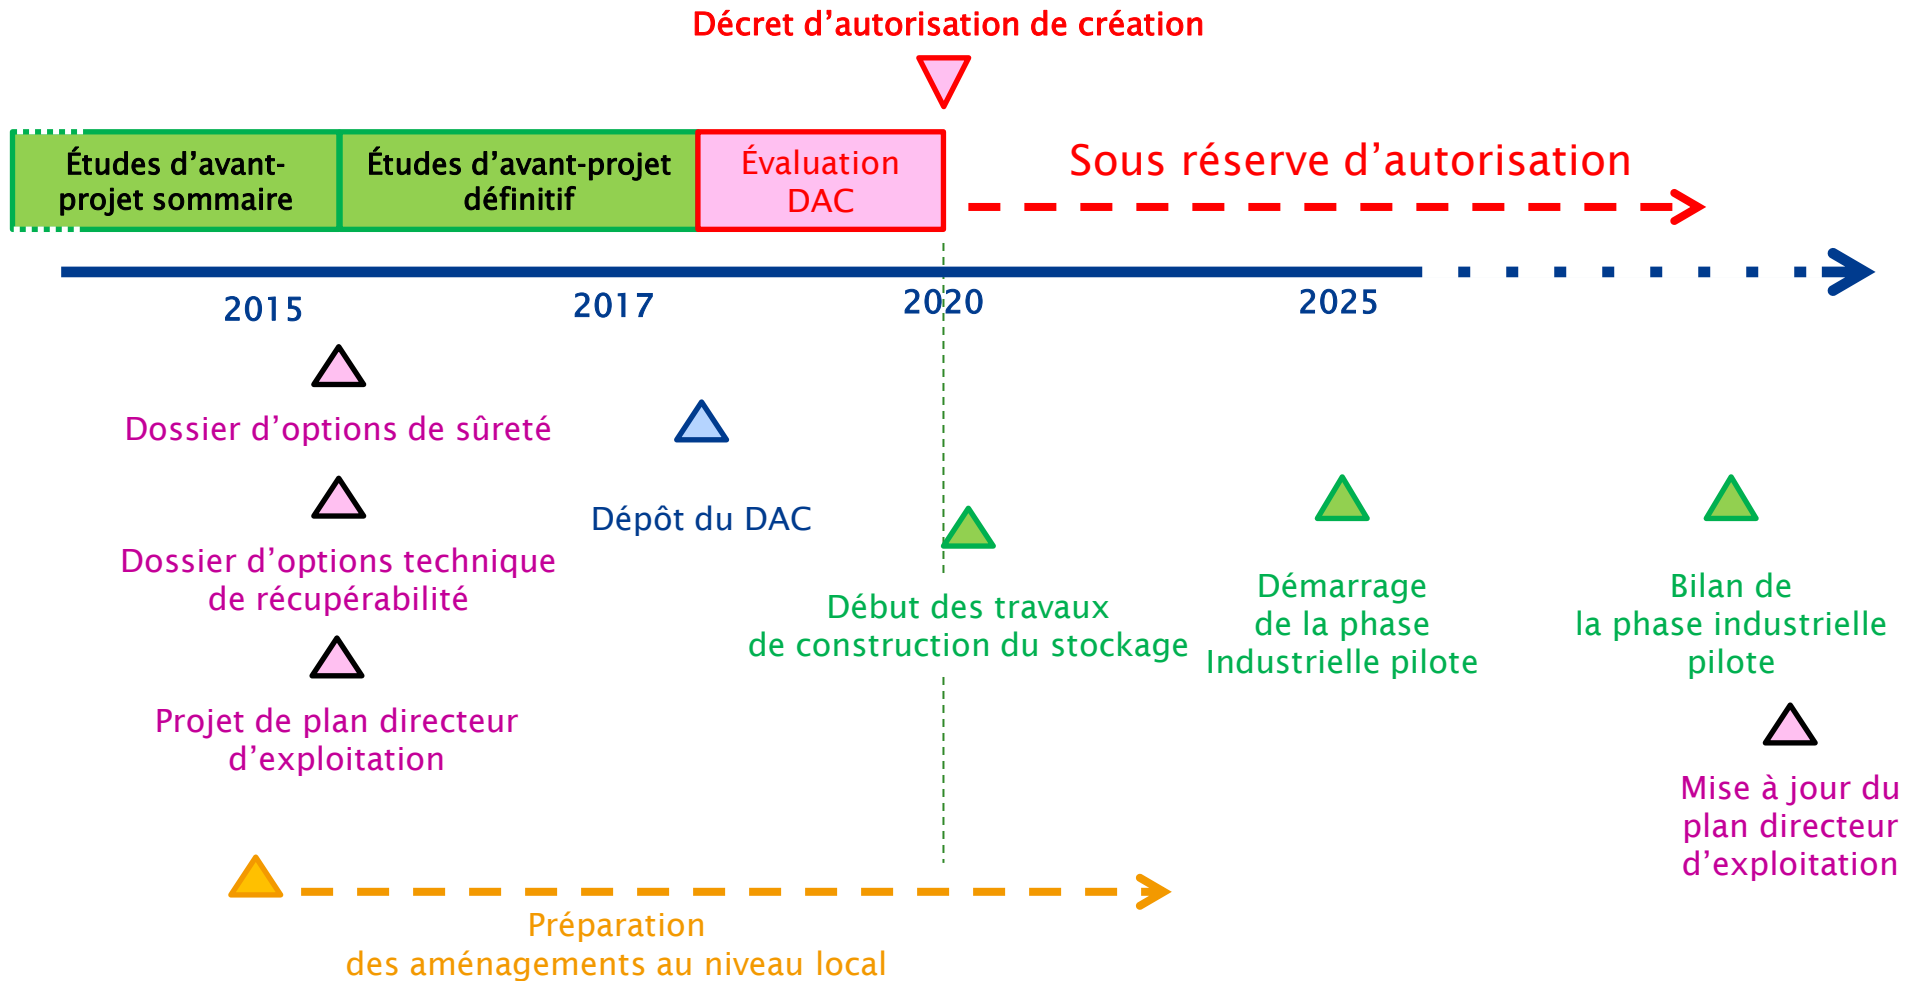 Décret d’autorisation de création
Études d’avant-
projet sommaire
Études d’avant-projet
définitif
Évaluation
DAC
Sous réserve d’autorisation
2015
2017
2020
2025
Dossier d’options de sûreté
Dépôt du DAC
Dossier d’options technique
de récupérabilité
Début des travaux
de construction du stockage
Démarrage
de la phase
Industrielle pilote
Bilan de
la phase industrielle
pilote
Projet de plan directeur
d’exploitation
Mise à jour du
plan directeur
d’exploitation
Préparation
des aménagements au niveau local